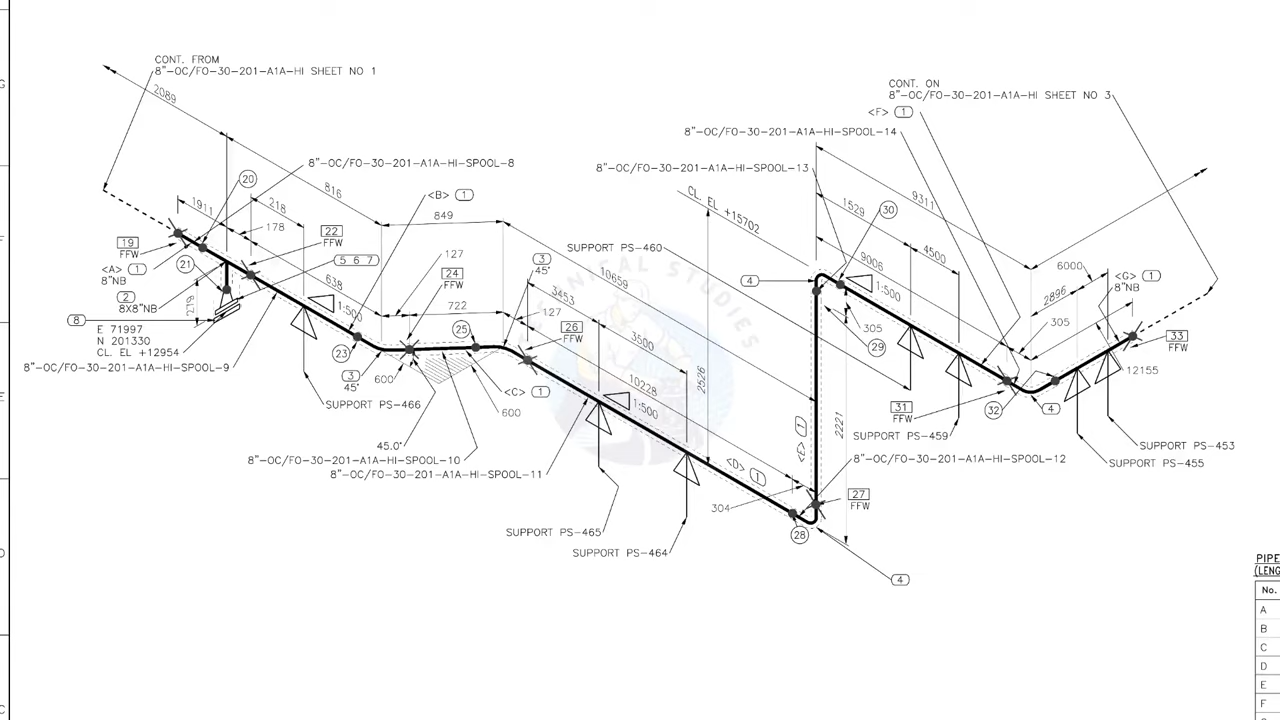 CONT. FROM
8"-OC/FO-30-201-A1A-HI SHEET NO 1
2089
CONT. ON
8"-OC/FO-30-201-A1A-HI SHEET NO 3
<F> 1
8"-OC/FO-30-201-A1A-HI-SPOOL-14
8"-OC/FO-30-201-A1A-HI-SPOOL-8
8"-OC/FO-30-201-A1A-HI-SPOOL-13
20
816
<B> 1
CL. EL +15702
9311
1911
218
849
1529
30
178
22
FFW
19
FFW
SUPPORT PS-460
4500
21
5 6 7
127
3
45°
10659
9006
6000
<A> 1
8"NB
24
FFW
<G> 1
8"NB
2
8X8"NB
218
638
1:500
722
3453
4
1:500
2896
8
E 71997
N 201330
CL. EL +12954
127
25
26
FFW
3500
305
305
33
FFW
23
29
8"-OC/FO-30-201-A1A-HI-SPOOL-9
3
45°
600
10228
2526
12155
<C> 1
1:500
600
31
FFW
32
4
SUPPORT PS-466
<E> 1
2221
SUPPORT PS-459
45.0°
SUPPORT PS-453
8"-OC/FO-30-201-A1A-HI-SPOOL-10
8"-OC/FO-30-201-A1A-HI-SPOOL-12
SUPPORT PS-455
8"-OC/FO-30-201-A1A-HI-SPOOL-11
<D> 1
27
FFW
304
SUPPORT PS-465
28
SUPPORT PS-464
4
TECHNICAL STUDIES
PIPE
(LENG
No.
A
B
C
D
E
F
G
F
E
D
C